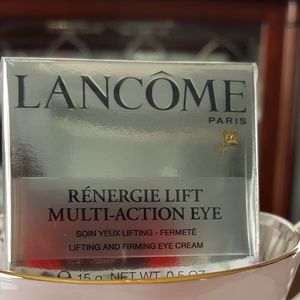 LANCÔME
PARIS
RÉNERGIE LIFT
MULTI-ACTION EYE
SOIN YEUX LIFTING - FERMETÉ
LIFTING AND FIRMING EYE CREAM
15 g NET WT. 0.5 OZ.